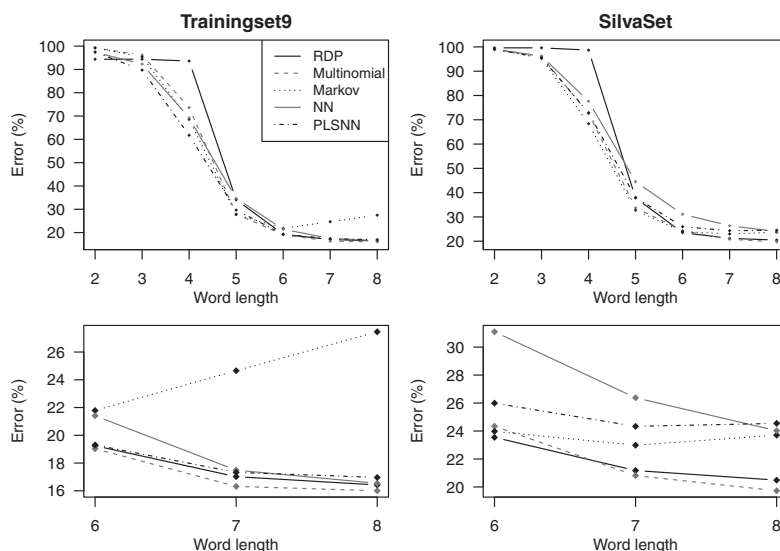 Trainingset9
Error (%)
100
90
80
70
60
50
40
30
20
2 3 4 5 6 7 8
Word length
RDP
Multinomial
Markov
NN
PLSNN
SilvaSet
Error (%)
100
90
80
70
60
50
40
30
20
2 3 4 5 6 7 8
Word length
Error (%)
26
24
22
20
18
16
6 7 8
Word length
Error (%)
30
28
26
24
22
20
6 7 8
Word length